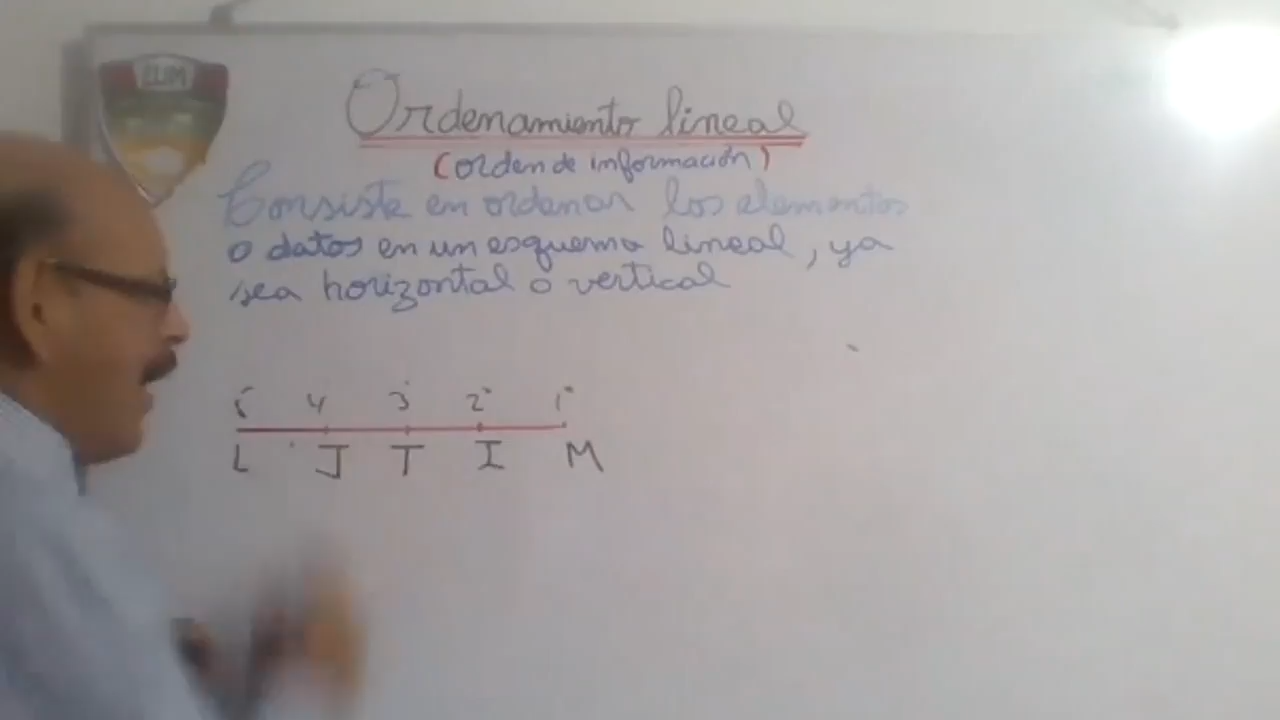 Ordenamiento lineal
(orden de información)
Consiste en ordenar los elementos
o datos en un esquema lineal, ya
sea horizontal o vertical
5° 4° 3° 2° 1°
L J T I M